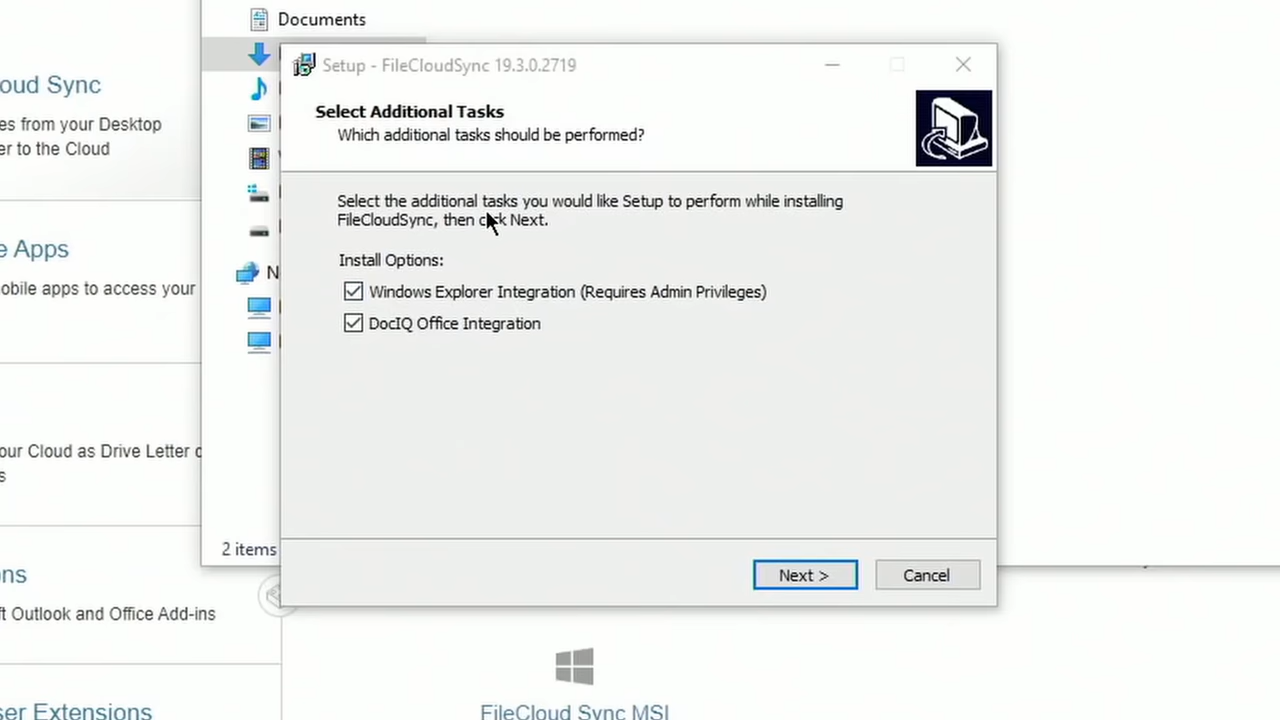 Documents
oud Sync
es from your Desktop
er to the Cloud
e Apps
obile apps to access your
our Cloud as Drive Letter
s
ns
ft Outlook and Office Add-ins
ser Extensions
N
2 items
Setup - FileCloudSync 19.3.0.2719
Select Additional Tasks
Which additional tasks should be performed?
Select the additional tasks you would like Setup to perform while installing
FileCloudSync, then click Next.
Install Options:
Windows Explorer Integration (Requires Admin Privileges)
DocIQ Office Integration
Next >
Cancel
FileCloud Sync MSI